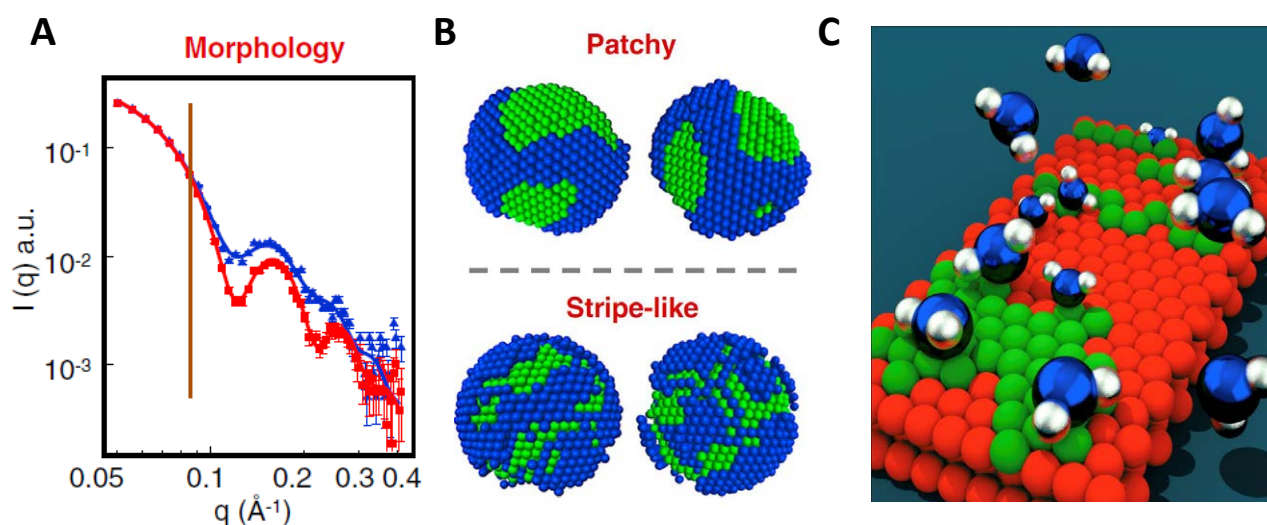 A
Morphology
I (q) a.u.
10-1
10-2
10-3
0.05
0.1
0.2
0.3
0.4
q (Å-1)
B
Patchy
Stripe-like
C